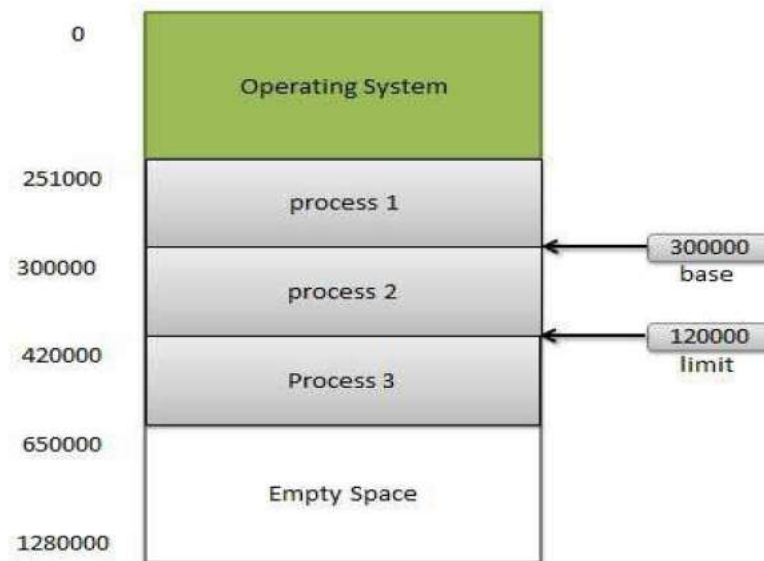 0
Operating System
251000
process 1
300000
base
300000
process 2
120000
limit
420000
Process 3
650000
Empty Space
1280000